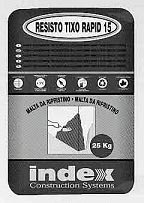 RESISTO TIXO RAPID 15
MALTA DA RIPRISTINO • MALTA DA RIPRISTINO
25 Kg
index
Construction Systems